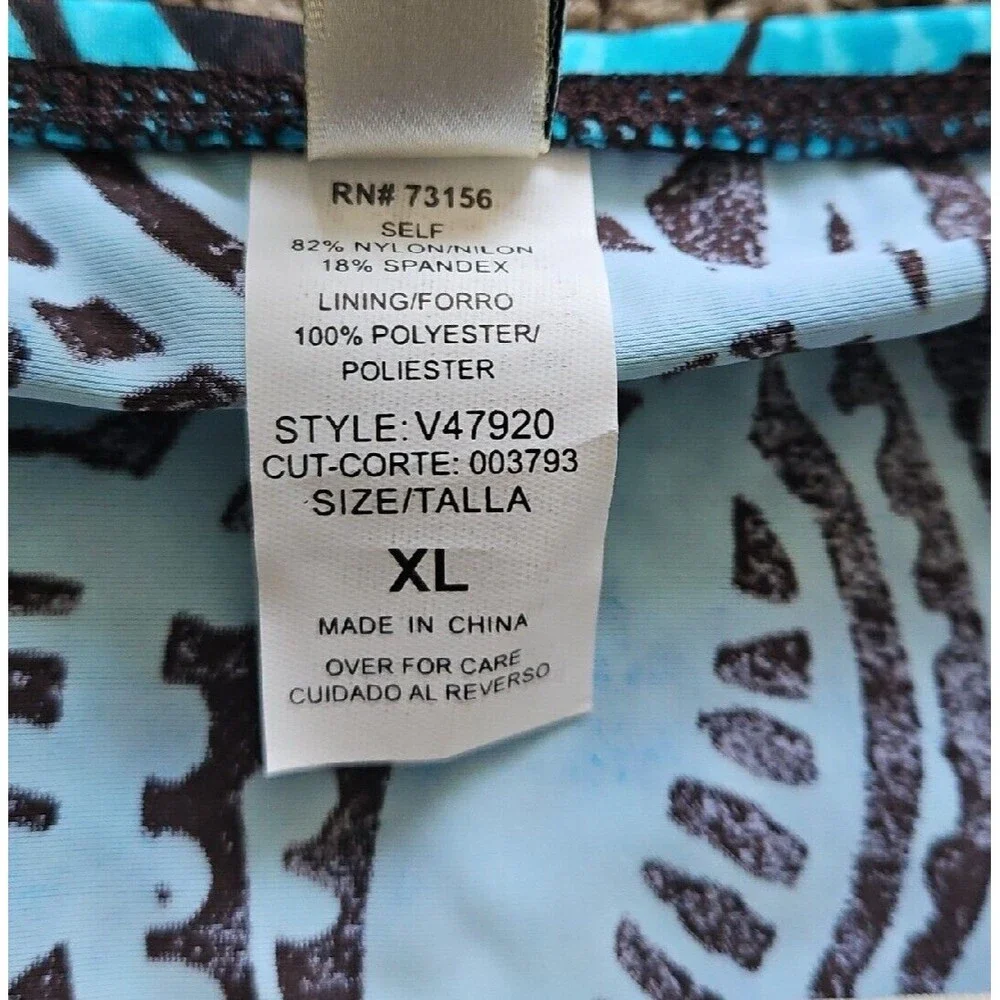 RN# 73156
SELF
82% NYLON/NILON
18% SPANDEX
LINING/FORRO
100% POLYESTER/
POLIESTER
STYLE: V47920
CUT-CORTE: 003793
SIZE/TALLA
XL
MADE IN CHINA
OVER FOR CARE
CUIDADO AL REVERSO